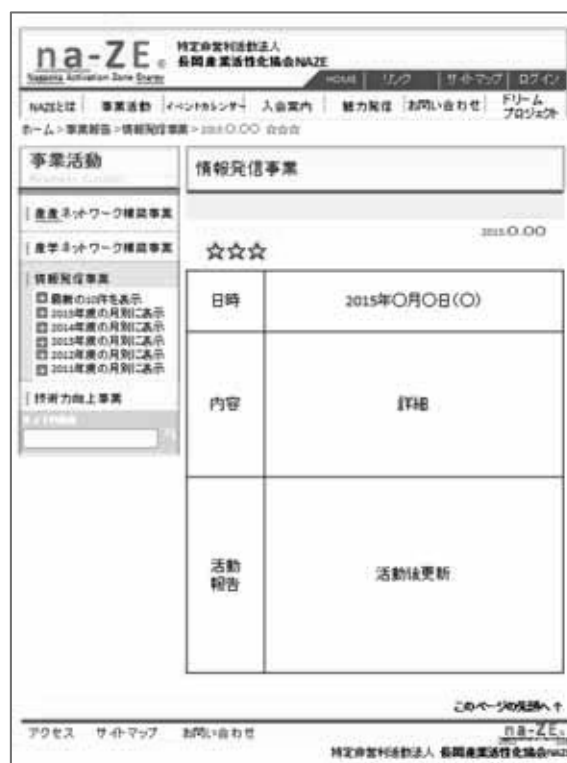 na-ZE®
Nagaoka Activation Zone Energy
特定非営利活動法人
長岡産業活性化協会NAZE
HOME リンク サイトマップ ログイン
NAZEとは 事業活動 イベントカレンダー 入会案内 魅力発信 お問い合わせ ドリームプロジェクト
ホーム>事業報告>情報発信事業>2015〇.〇〇 ☆☆☆
事業活動
産産ネットワーク構築事業
産学ネットワーク構築事業
情報発信事業
最新の10件を表示
2015年度の月別に表示
2014年度の月別に表示
2013年度の月別に表示
2012年度の月別に表示
2011年度の月別に表示
技術力向上事業
情報発信事業
2015.〇.〇〇
☆☆☆
日時 2015年〇月〇日(〇)
内容 詳細
活動報告 活動後更新
このページの先頭へ↑
アクセス サイトマップ お問い合わせ
na-ZE®
特定非営利活動法人 長岡産業活性化協会NAZE